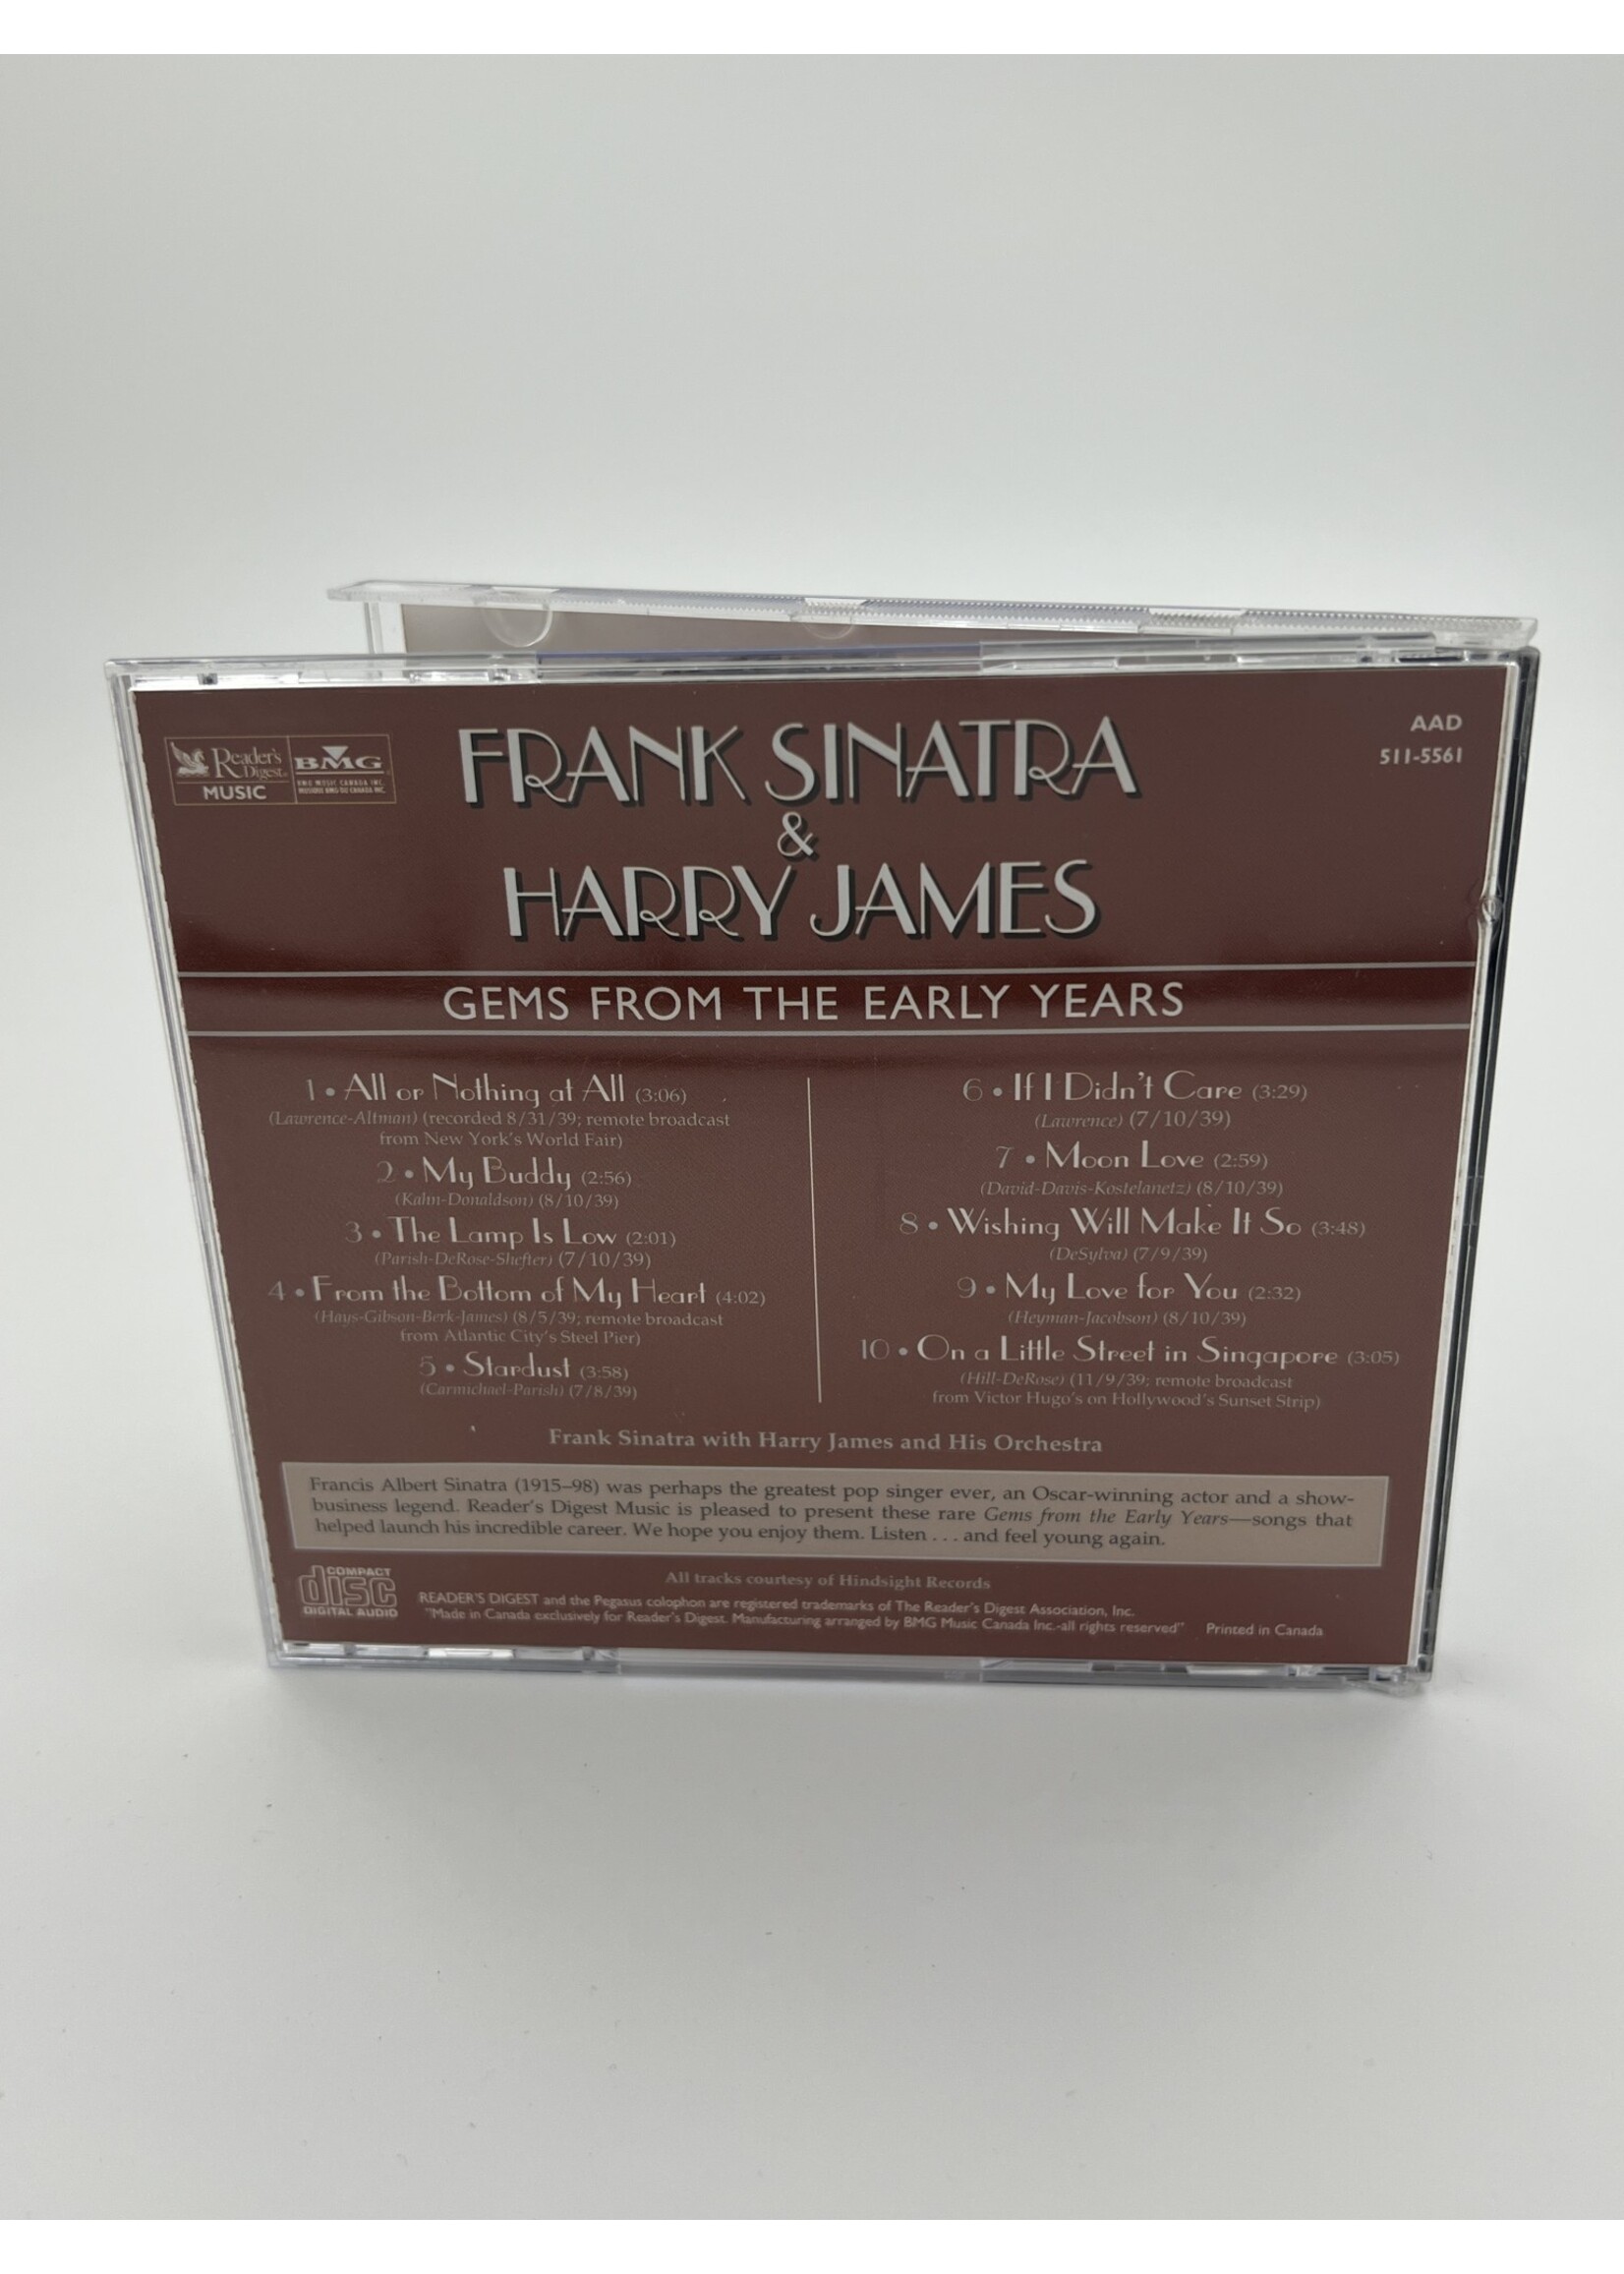 Reader's
Digest
MUSIC
BMG
BMG MUSIC CANADA INC.
MUSIQUE BMG DU CANADA INC.
AAD
511-5561
FRANK SINATRA
&
HARRY JAMES
GEMS FROM THE EARLY YEARS
1 • All or Nothing at All (3:06)
(Lawrence-Altman) (recorded 8/31/39; remote broadcast
from New York's World Fair)
2 • My Buddy (2:56)
(Kahn-Donaldson) (8/10/39)
3 • The Lamp Is Low (2:01)
(Parish-DeRose-Shefter) (7/10/39)
4 • From the Bottom of My Heart (4:02)
(Hays-Gibson-Berk-James) (8/5/39; remote broadcast
from Atlantic City's Steel Pier)
5 • Stardust (3:58)
(Carmichael-Parish) (7/8/39)
6 • If I Didn't Care (3:29)
(Lawrence) (7/10/39)
7 • Moon Love (2:59)
(David-Davis-Kostelanetz) (8/10/39)
8 • Wishing Will Make It So (3:48)
(DeSylva) (7/9/39)
9 • My Love for You (2:32)
(Heyman-Jacobson) (8/10/39)
10 • On a Little Street in Singapore (3:05)
(Hill-DeRose) (11/9/39; remote broadcast
from Victor Hugo's on Hollywood's Sunset Strip)
Frank Sinatra with Harry James and His Orchestra
Francis Albert Sinatra (1915–98) was perhaps the greatest pop singer ever, an Oscar-winning actor and a show-
business legend. Reader's Digest Music is pleased to present these rare Gems from the Early Years—songs that
helped launch his incredible career. We hope you enjoy them. Listen . . . and feel young again.
COMPACT
disc
DIGITAL AUDIO
All tracks courtesy of Hindsight Records
READER'S DIGEST and the Pegasus colophon are registered trademarks of The Reader's Digest Association, Inc.
"Made in Canada exclusively for Reader's Digest. Manufacturing arranged by BMG Music Canada Inc.-all rights reserved" Printed in Canada